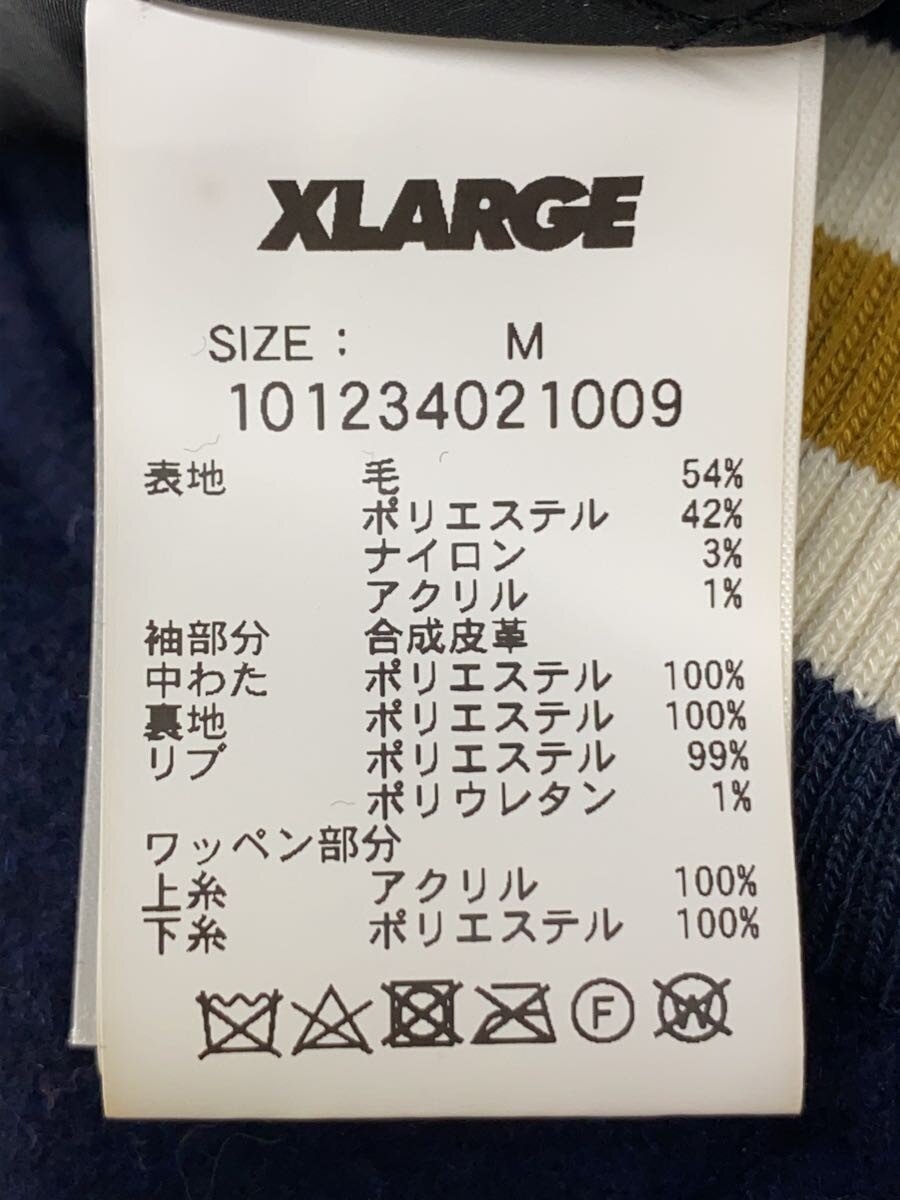 XLARGE
SIZE : M
101234021009
表地 毛 54%
ポリエステル 42%
ナイロン 3%
アクリル 1%
袖部分 合成皮革
中わた ポリエステル 100%
裏地 ポリエステル 100%
リブ ポリエステル 99%
ポリウレタン 1%
ワッペン部分
上糸 アクリル 100%
下糸 ポリエステル 100%
F W